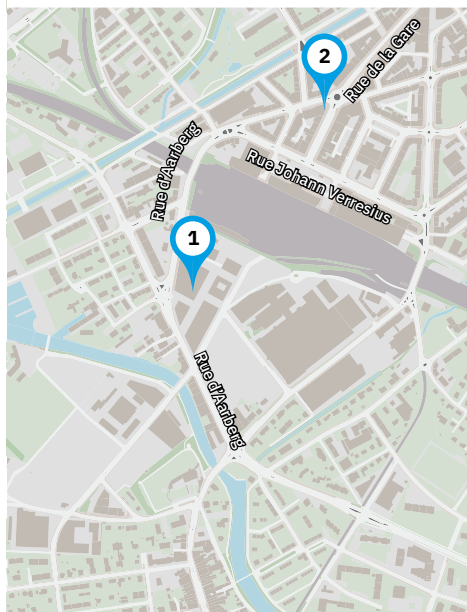 2
Rue de la Gare
Rue d'Aarberg
Rue Johann Verresius
1
Rue d'Aarberg